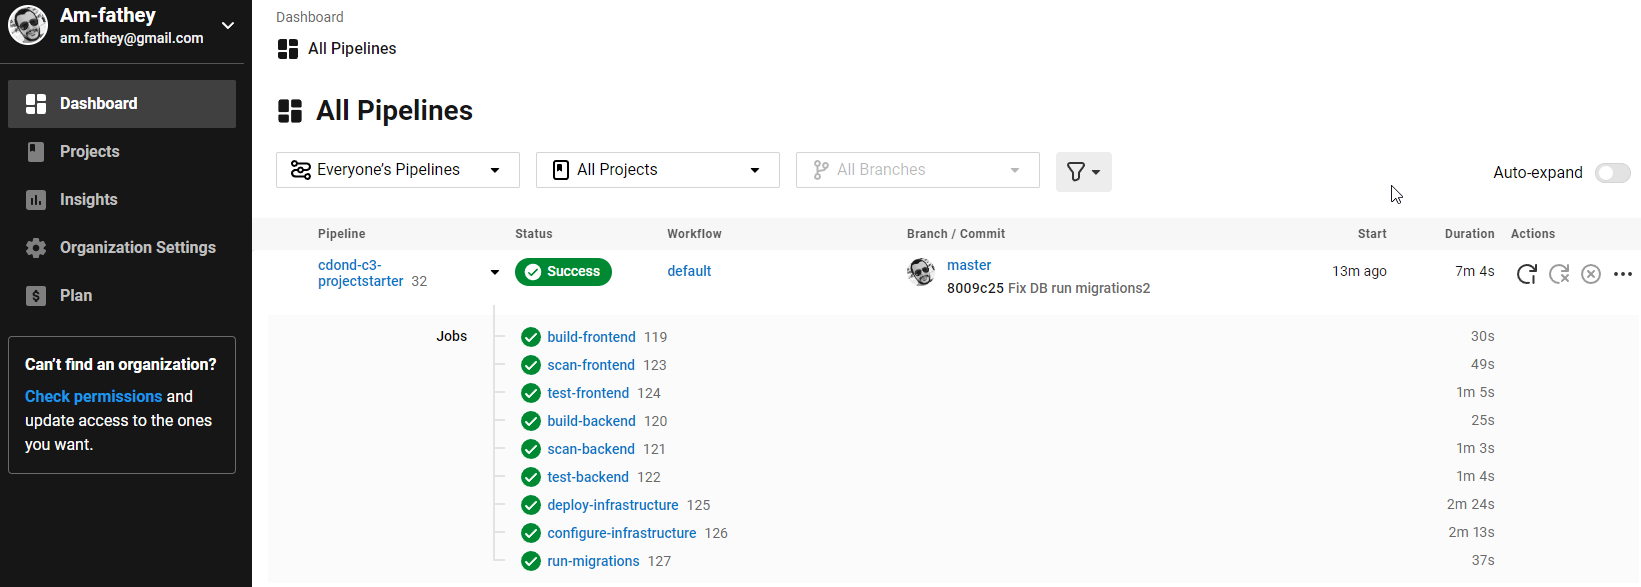 Am-fathey
am.fathey@gmail.com
Dashboard
Projects
Insights
Organization Settings
Plan
Can't find an organization?
Check permissions and
update access to the ones
you want.
Dashboard
All Pipelines
All Pipelines
Everyone's Pipelines
All Projects
All Branches
Auto-expand
Pipeline Status Workflow Branch / Commit Start Duration Actions
cdond-c3-
projectstarter 32
Success
default
master
8009c25 Fix DB run migrations2
13m ago
7m 4s
Jobs
build-frontend 119 30s
scan-frontend 123 49s
test-frontend 124 1m 5s
build-backend 120 25s
scan-backend 121 1m 3s
test-backend 122 1m 4s
deploy-infrastructure 125 2m 24s
configure-infrastructure 126 2m 13s
run-migrations 127 37s